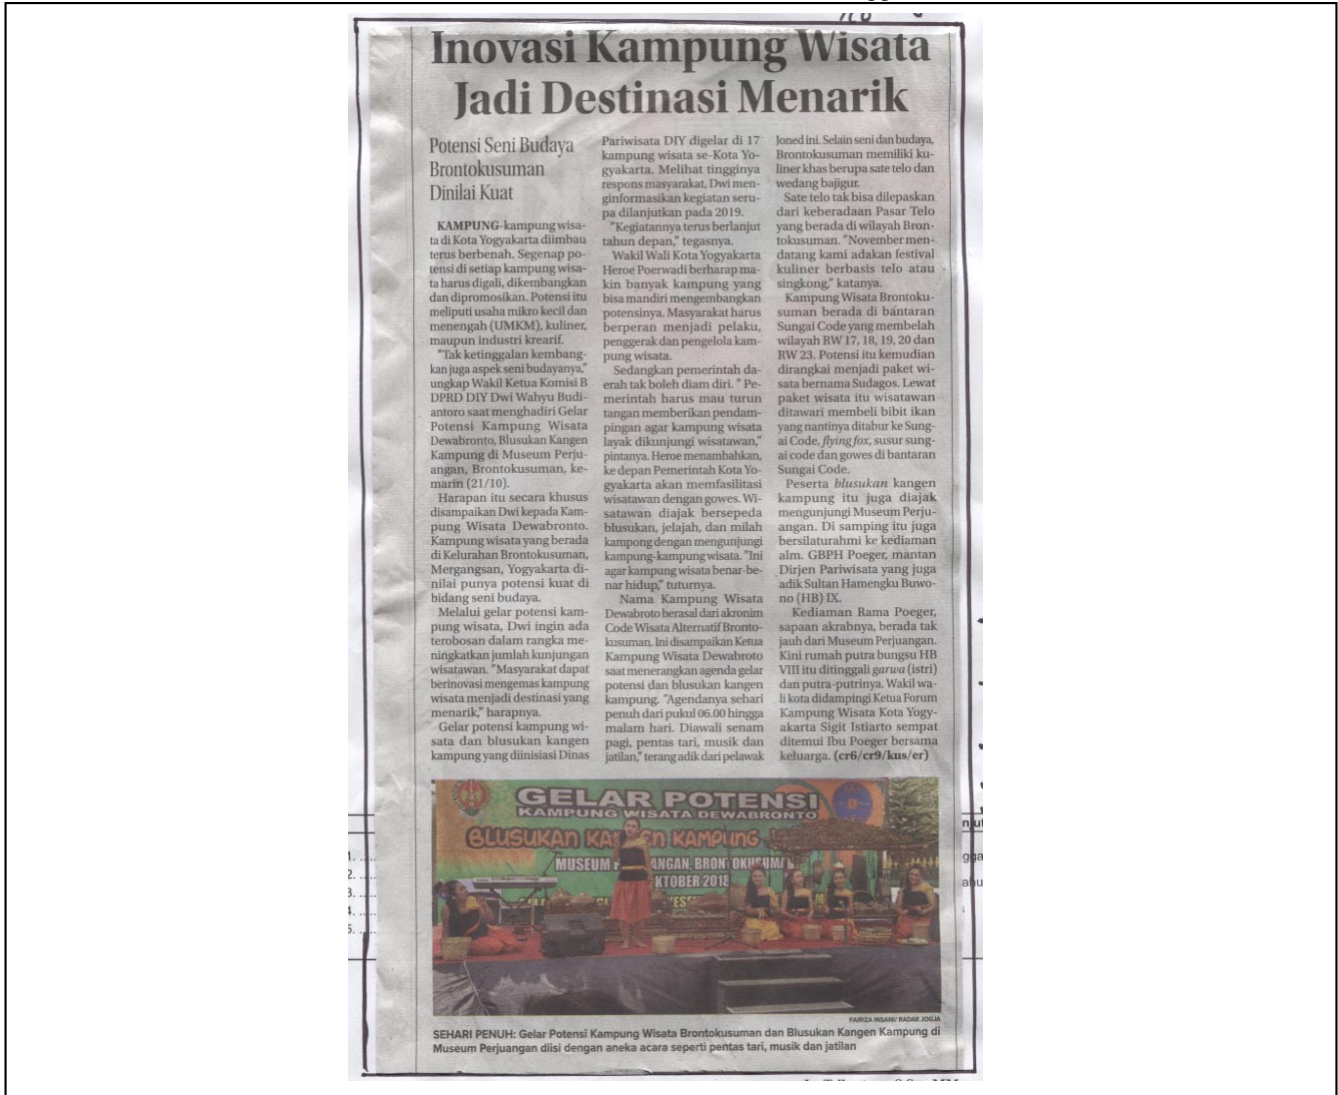 Inovasi Kampung Wisata
Jadi Destinasi Menarik
Potensi Seni Budaya
Brontokusuman
Dinilai Kuat
KAMPUNG-kampung wisa-
ta di Kota Yogyakarta diimbau
terus berbenah. Segenap po-
tensi di setiap kampung wisa-
ta harus digali, dikembangkan
dan dipromosikan. Potensi itu
meliputi usaha mikro kecil dan
menengah (UMKM), kuliner,
maupun industri krearif.
"Tak ketinggalan kembang-
kan juga aspek seni budayanya,"
ungkap Wakil Ketua Komisi B
DPRD DIY Dwi Wahyu Budi-
antoro saat menghadiri Gelar
Potensi Kampung Wisata
Dewabronto, Blusukan Kangen
Kampung di Museum Perju-
angan, Brontokusuman, ke-
marin (21/10).
Harapan itu secara khusus
disampaikan Dwi kepada Kam-
pung Wisata Dewabronto.
Kampung wisata yang berada
di Kelurahan Brontokusuman,
Mergangsan, Yogyakarta di-
nilai punya potensi kuat di
bidang seni budaya.
Melalui gelar potensi kam-
pung wisata, Dwi ingin ada
terobosan dalam rangka me-
ningkatkan jumlah kunjungan
wisatawan. "Masyarakat dapat
berinovasi mengemas kampung
wisata menjadi destinasi yang
menarik," harapnya.
Gelar potensi kampung wi-
sata dan blusukan kangen
kampung yang diinisiasi Dinas
Pariwisata DIY digelar di 17
kampung wisata se-Kota Yo-
gyakarta. Melihat tingginya
respons masyarakat, Dwi men-
ginformasikan kegiatan seru-
pa dilanjutkan pada 2019.
"Kegiatannya terus berlanjut
tahun depan," tegasnya.
Wakil Wali Kota Yogyakarta
Heroe Poerwadi berharap ma-
kin banyak kampung yang
bisa mandiri mengembangkan
potensinya. Masyarakat harus
berperan menjadi pelaku,
penggerak dan pengelola kam-
pung wisata.
Sedangkan pemerintah da-
erah tak boleh diam diri. " Pe-
merintah harus mau turun
tangan memberikan pendam-
pingan agar kampung wisata
layak dikunjungi wisatawan,"
pintanya. Heroe menambahkan,
ke depan Pemerintah Kota Yo-
gyakarta akan memfasilitasi
wisatawan dengan gowes. Wi-
satawan diajak bersepeda
blusukan, jelajah, dan milah
kampong dengan mengunjungi
kampung-kampung wisata. "Ini
agar kampung wisata benar-be-
nar hidup," tuturnya.
Nama Kampung Wisata
Dewabroto berasal dari akronim
Code Wisata Alternatif Bronto-
kusuman. Ini disampaikan Ketua
Kampung Wisata Dewabroto
saat menerangkan agenda gelar
potensi dan blusukan kangen
kampung. "Agendanya sehari
penuh dari pukul 06.00 hingga
malam hari. Diawali senam
pagi, pentas tari, musik dan
jatilan," terang adik dari pelawak
Joned ini. Selain seni dan budaya,
Brontokusuman memiliki ku-
liner khas berupa sate telo dan
wedang bajigur.
Sate telo tak bisa dilepaskan
dari keberadaan Pasar Telo
yang berada di wilayah Bron-
tokusuman. "November men-
datang kami adakan festival
kuliner berbasis telo atau
singkong," katanya.
Kampung Wisata Brontoku-
suman berada di bantaran
Sungai Code yang membelah
wilayah RW 17, 18, 19, 20 dan
RW 23. Potensi itu kemudian
dirangkai menjadi paket wi-
sata bernama Sudagos. Lewat
paket wisata itu wisatawan
ditawari membeli bibit ikan
yang nantinya ditabur ke Sung-
ai Code, flying fox, susur sung-
ai code dan gowes di bantaran
Sungai Code.
Peserta blusukan kangen
kampung itu juga diajak
mengunjungi Museum Perju-
angan. Di samping itu juga
bersilaturahmi ke kediaman
alm. GBPH Poeger, mantan
Dirjen Pariwisata yang juga
adik Sultan Hamengku Buwo-
no (HB) IX.
Kediaman Rama Poeger,
sapaan akrabnya, berada tak
jauh dari Museum Perjuangan.
Kini rumah putra bungsu HB
VIII itu ditinggali garwa (istri)
dan putra-putrinya. Wakil wa-
li kota didampingi Ketua Forum
Kampung Wisata Kota Yogy-
akarta Sigit Istiarto sempat
ditemui Ibu Poeger bersama
keluarga. (cr6/cr9/kus/er)
GELAR POTENSI
KAMPUNG WISATA DEWABRONTO
BLUSUKAN KAMPUNG
MUSEUM
KTOBER 2018
FAIRIZA INSANI/ RADAR JOGJA
SEHARI PENUH: Gelar Potensi Kampung Wisata Brontokusuman dan Blusukan Kangen Kampung di
Museum Perjuangan diisi dengan aneka acara seperti pentas tari, musik dan jatilan
1. ....
2. ....
3. ....
4. ....
5. ....